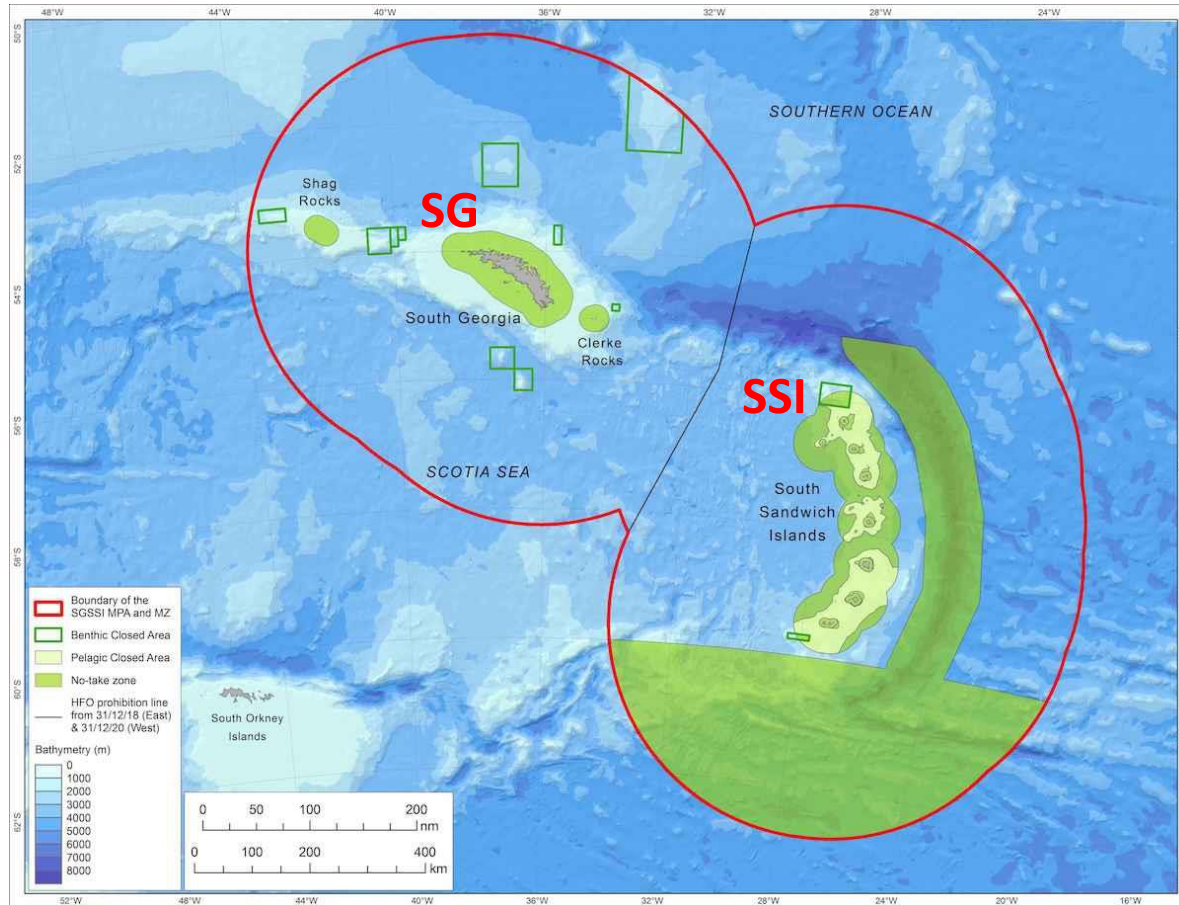 48°W
44°W
40°W
36°W
32°W
28°W
24°W
50°S
52°S
54°S
56°S
58°S
60°S
62°S
SOUTHERN OCEAN
Shag
Rocks
SG
South Georgia
Clerke
Rocks
SSI
SCOTIA SEA
South
Sandwich
Islands
South Orkney
Islands
Boundary of the
SGSSI MPA and MZ
Benthic Closed Area
Pelagic Closed Area
No-take zone
HFO prohibition line
from 31/12/18 (East)
& 31/12/20 (West)
Bathymetry (m)
0
1000
2000
3000
4000
5000
6000
7000
8000
0 50 100 200
nm
0 100 200 400
km
52°W
48°W
44°W
40°W
36°W
32°W
28°W
24°W
20°W
16°W